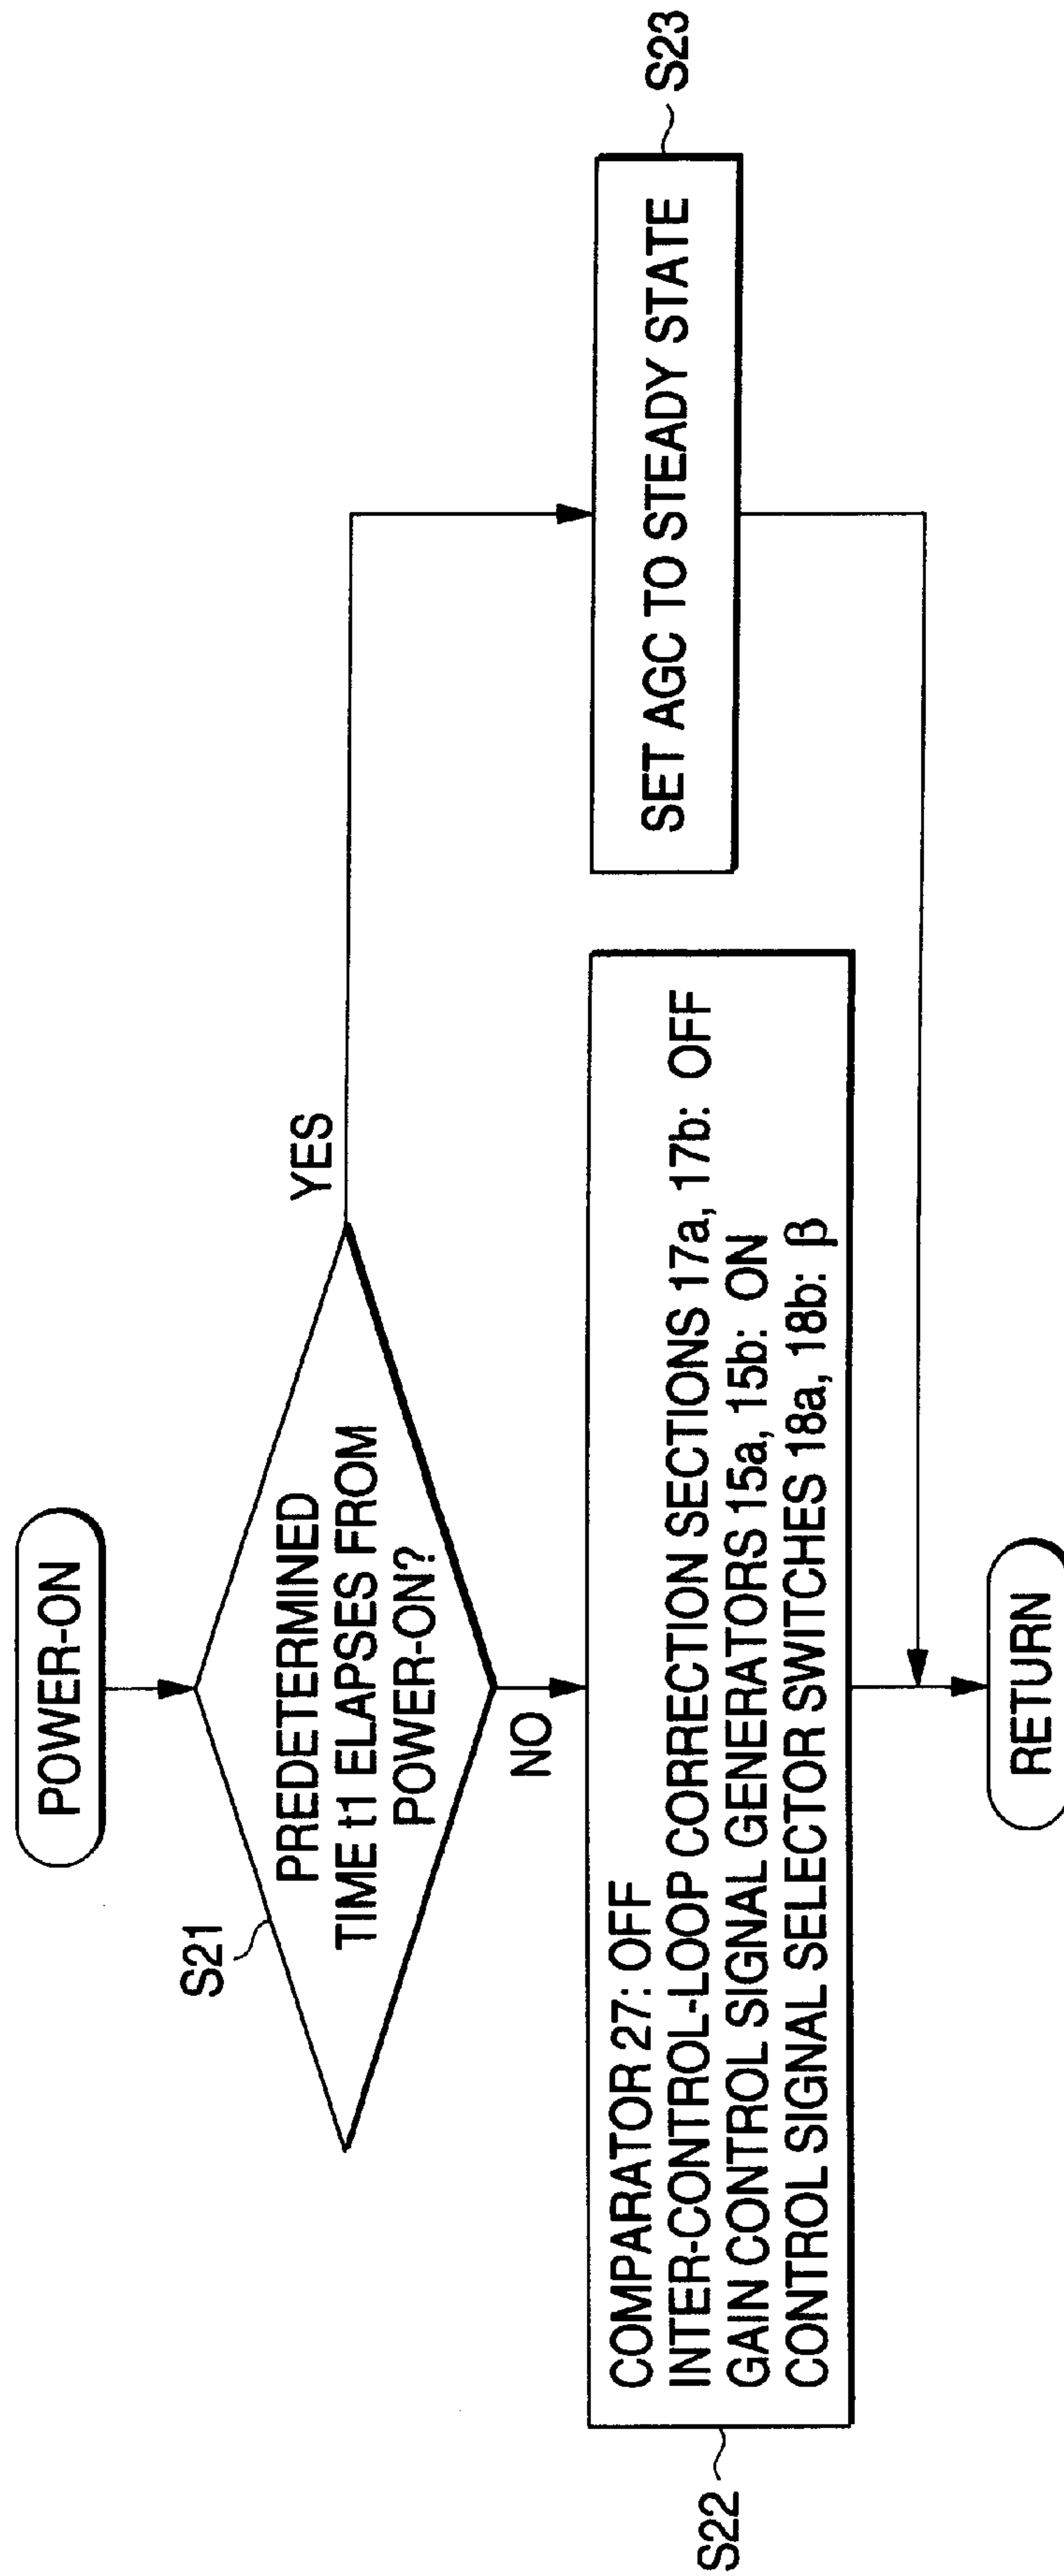 POWER-ON
S21
PREDETERMINED
TIME t1 ELAPSES FROM
POWER-ON?
YES
NO
S22
COMPARATOR 27: OFF
INTER-CONTROL-LOOP CORRECTION SECTIONS 17a, 17b: OFF
GAIN CONTROL SIGNAL GENERATORS 15a, 15b: ON
CONTROL SIGNAL SELECTOR SWITCHES 18a, 18b: β
SET AGC TO STEADY STATE
S23
RETURN